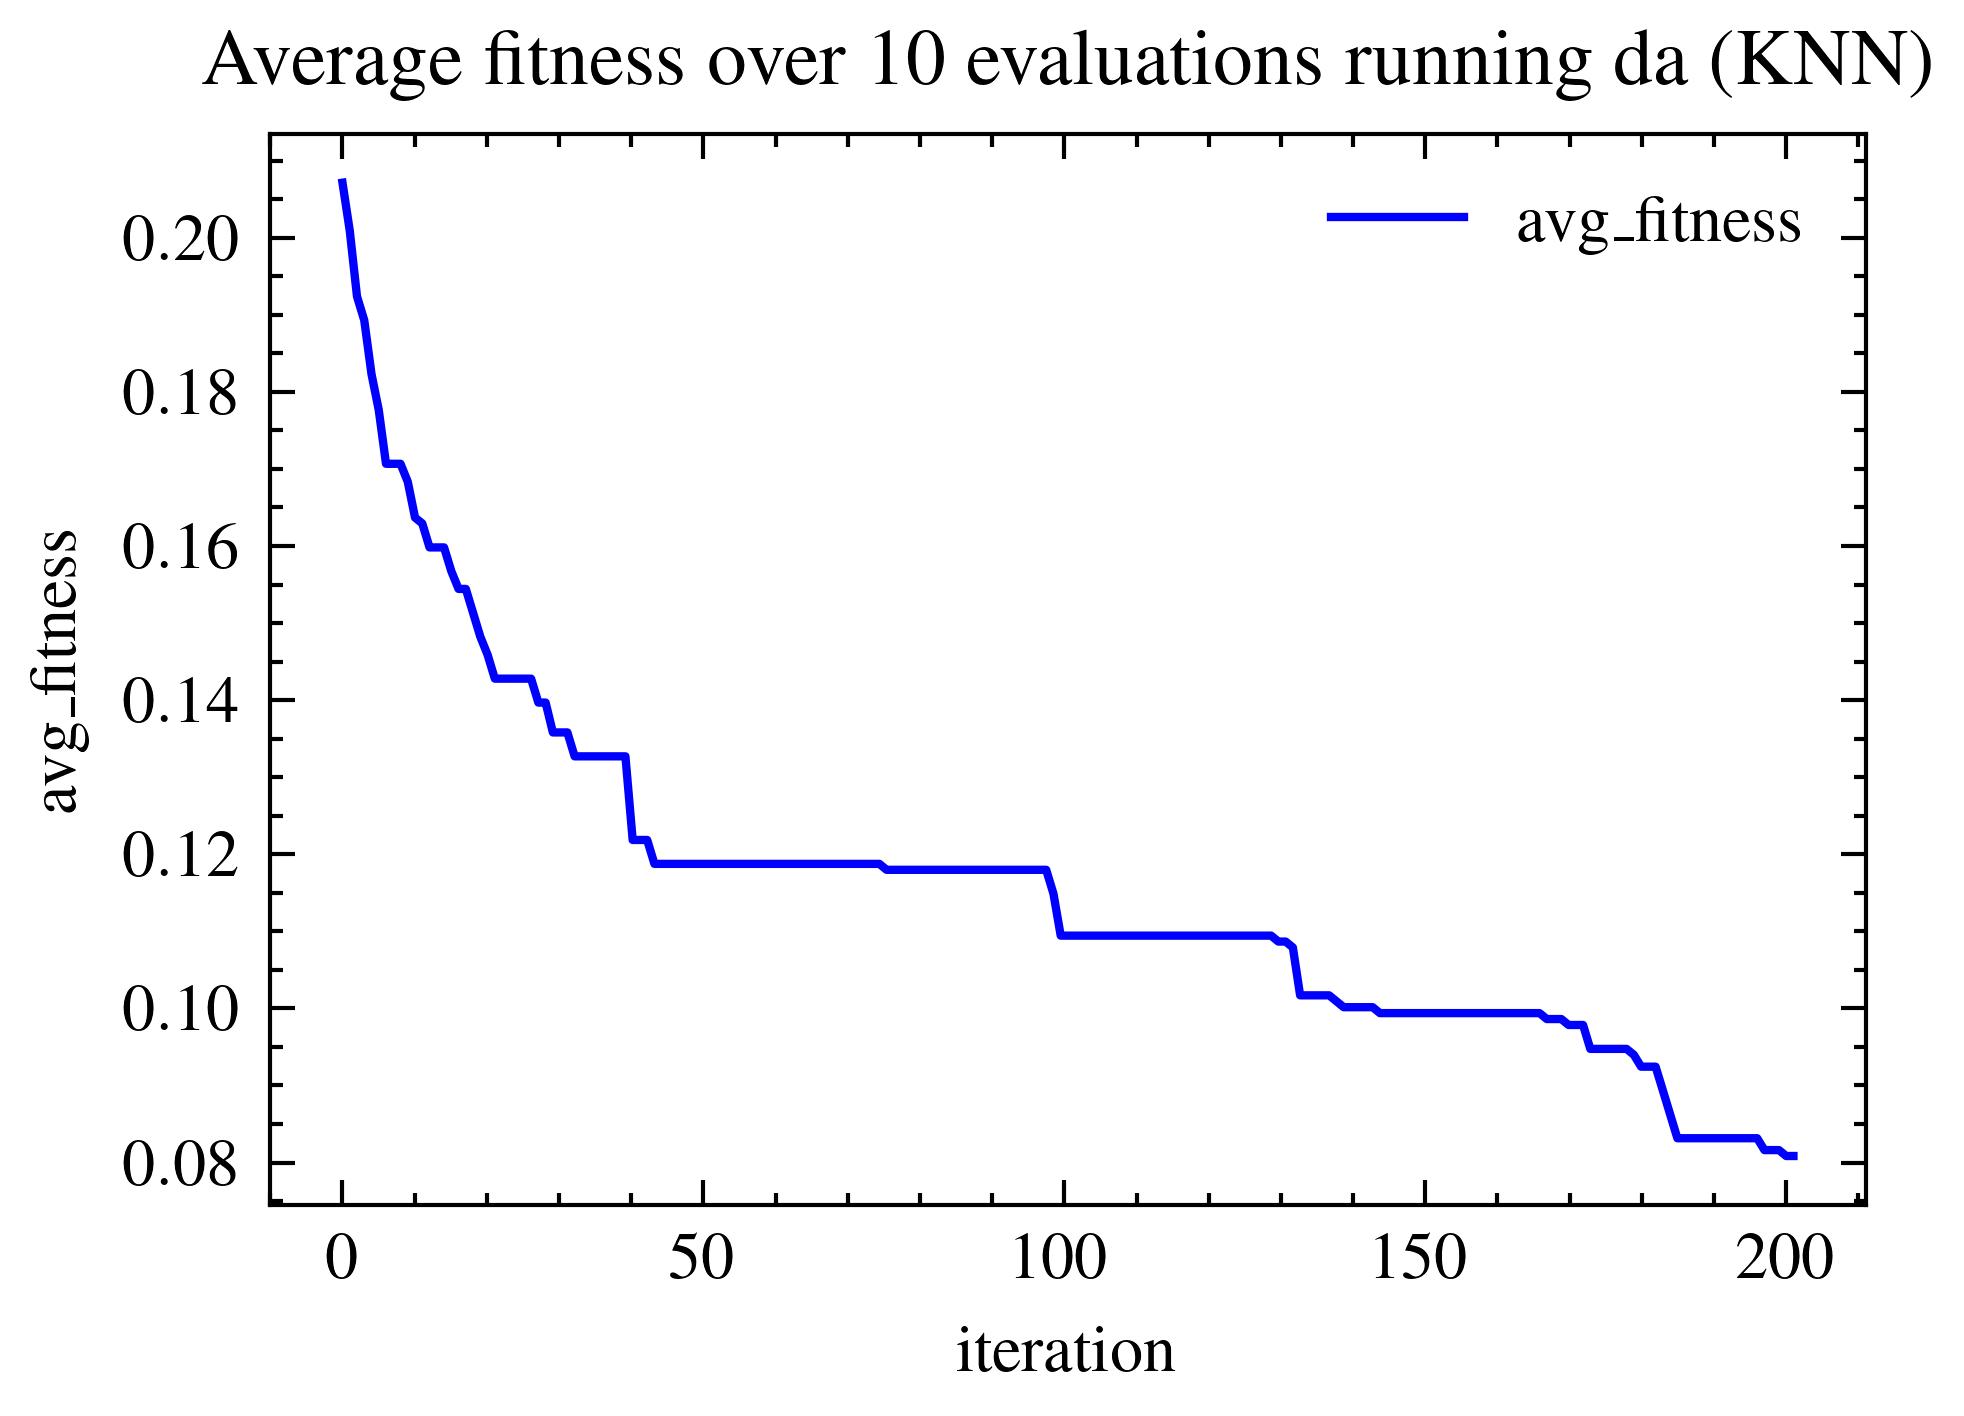 Average fitness over 10 evaluations running da (KNN)
avg_fitness
0.20
0.18
0.16
0.14
0.12
0.10
0.08
avg_fitness
0 50 100 150 200
iteration